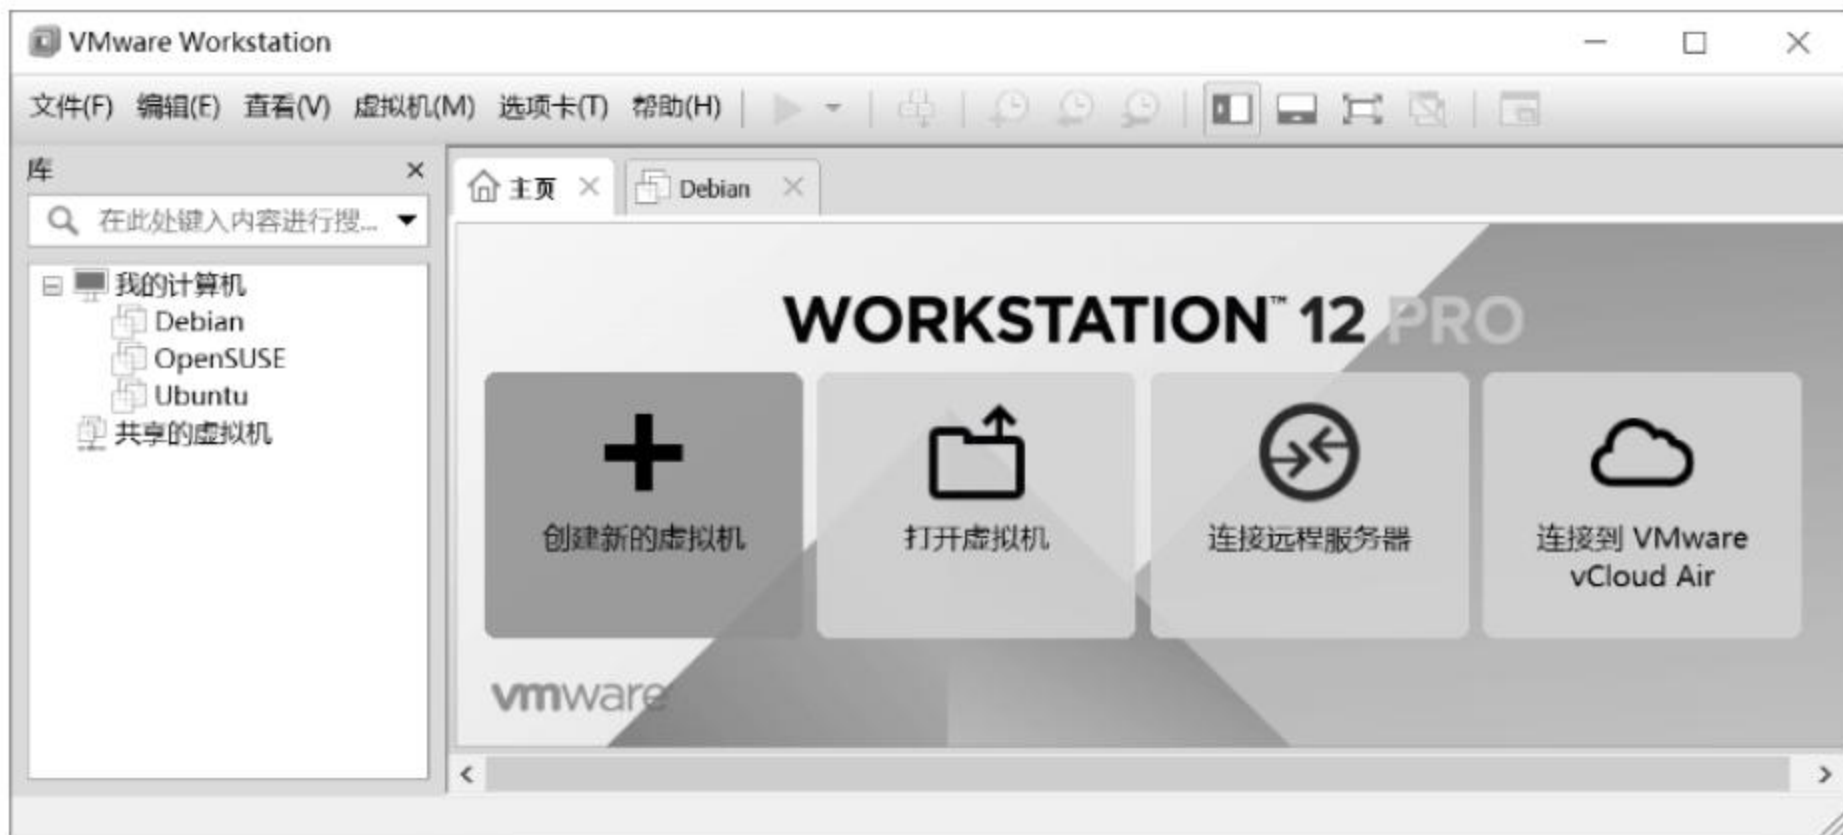 VMware Workstation
文件(F) 编辑(E) 查看(V) 虚拟机(M) 选项卡(T) 帮助(H)
库
在此处键入内容进行搜...
我的计算机
Debian
OpenSUSE
Ubuntu
共享的虚拟机
主页 Debian
WORKSTATION™ 12 PRO
创建新的虚拟机
打开虚拟机
连接远程服务器
连接到 VMware
vCloud Air
vmware